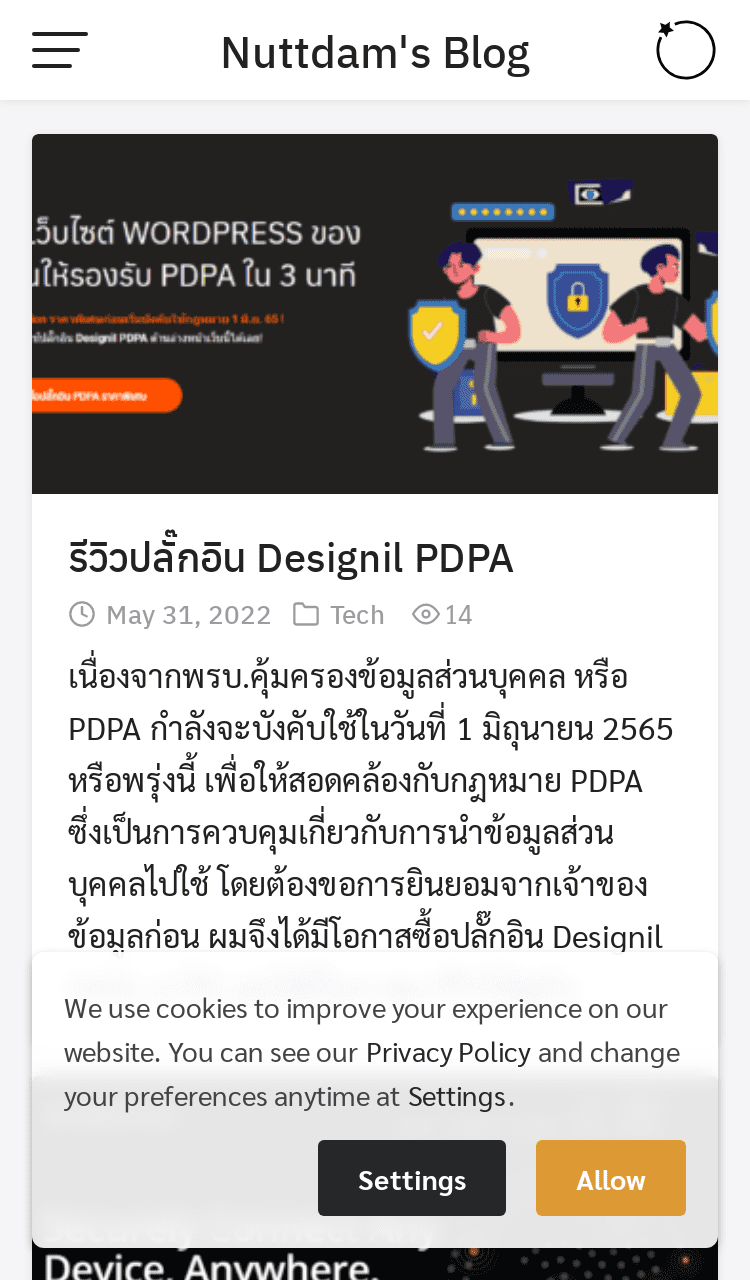 Nuttdam's Blog
เว็บไซต์ WORDPRESS ของ
ให้รองรับ PDPA ใน 3 นาที
รีวิวปลั๊กอิน Designil PDPA
May 31, 2022 Tech 14
เนื่องจากพรบ.คุ้มครองข้อมูลส่วนบุคคล หรือ
PDPA กำลังจะบังคับใช้ในวันที่ 1 มิถุนายน 2565
หรือพรุ่งนี้ เพื่อให้สอดคล้องกับกฎหมาย PDPA
ซึ่งเป็นการควบคุมเกี่ยวกับการนำข้อมูลส่วน
บุคคลไปใช้ โดยต้องขอการยินยอมจากเจ้าของ
ข้อมูลก่อน ผมจึงได้มีโอกาสซื้อปลั๊กอิน Designil
We use cookies to improve your experience on our
website. You can see our Privacy Policy and change
your preferences anytime at Settings.
Settings Allow
Securely Connect Any
Device. Anywhere.